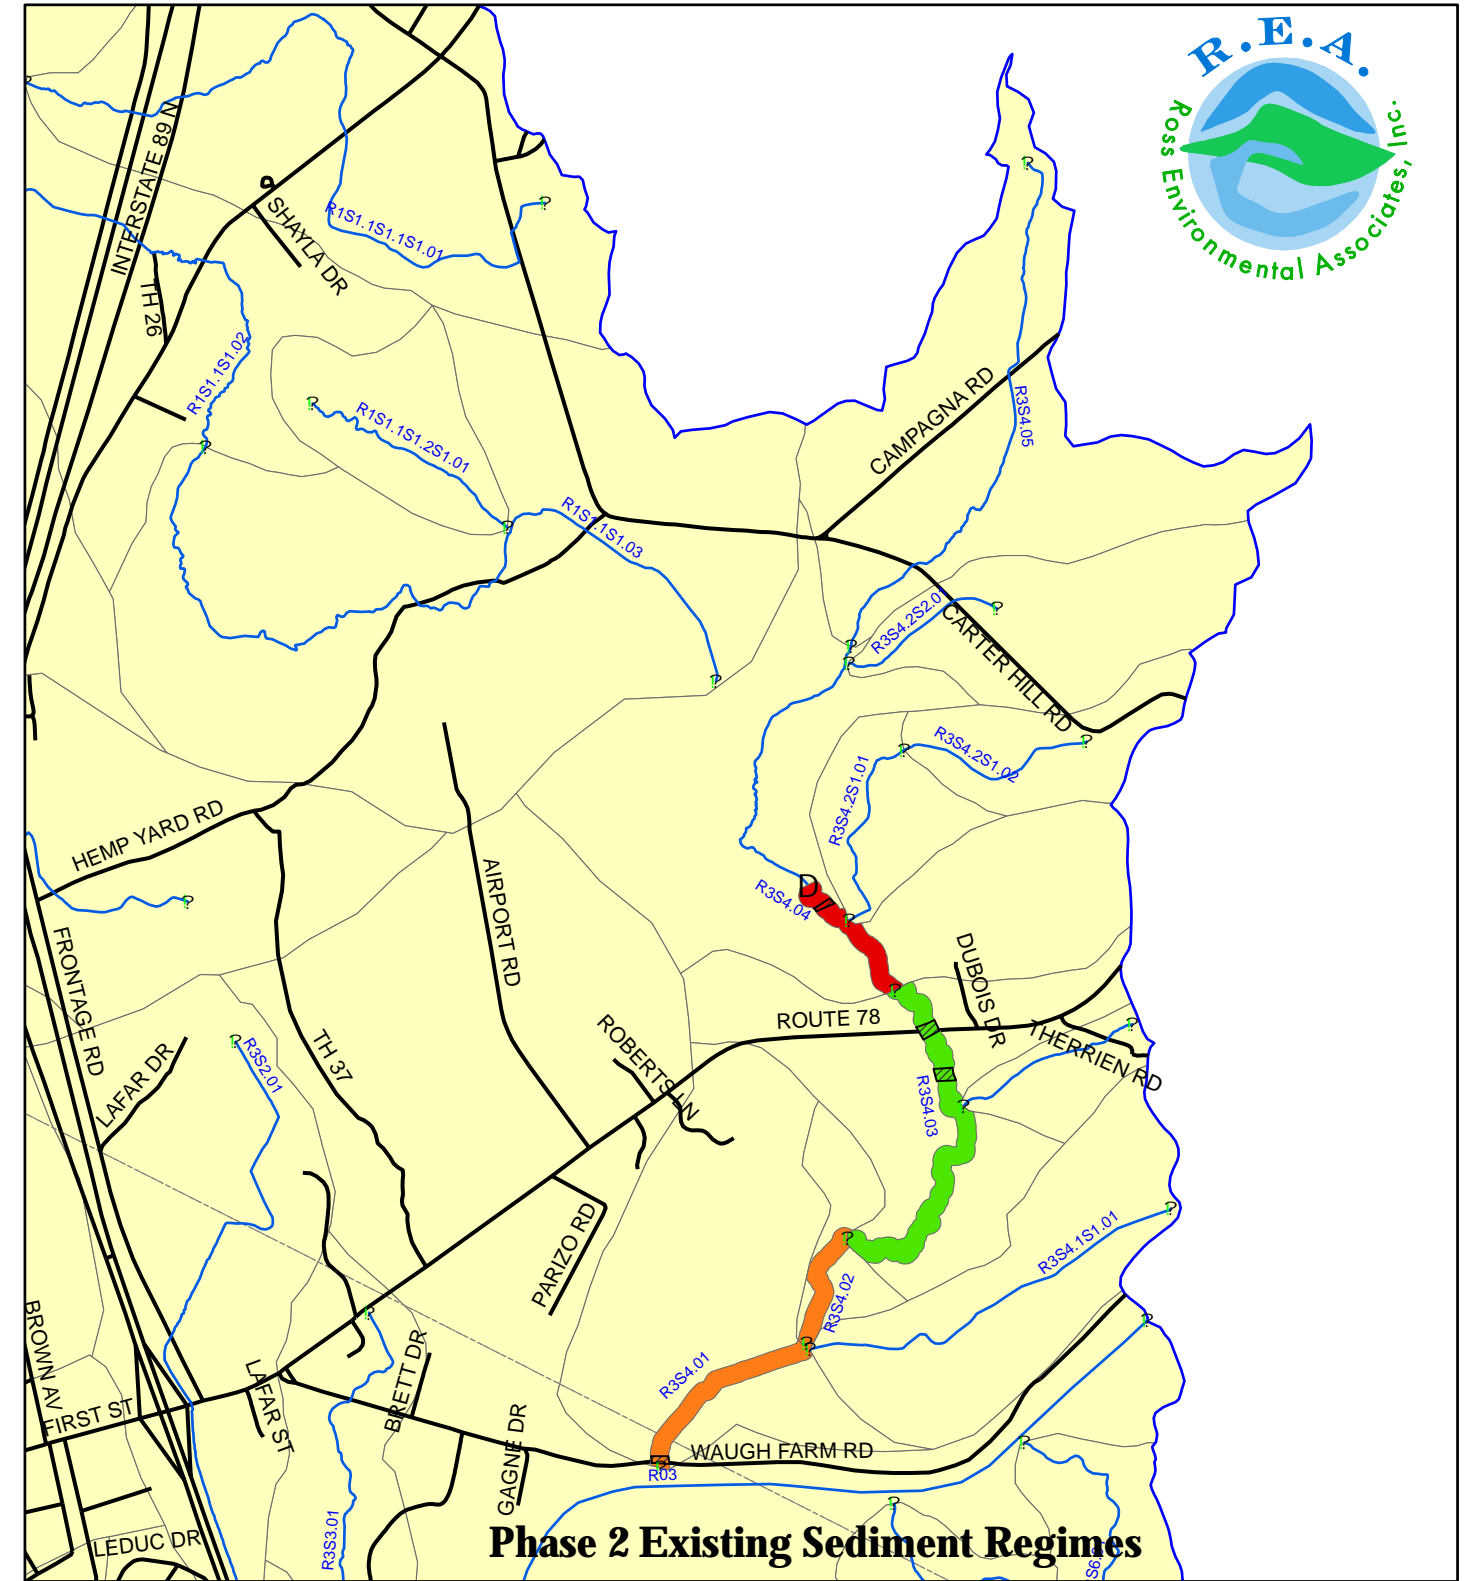 R.E.A.
Ross Environmental Associates, Inc.
INTERSTATE 89 N
SHAYLA DR
R1S1.1S1.1S1.01
TH 26
R1S1.1S1.02
R1S1.1S1.2S1.01
R1S1.1S1.03
CAMPAGNA RD
R3S4.05
R3S4.2S2.01
CARTER HILL RD
R3S4.2S1.02
R3S4.2S1.01
HEMP YARD RD
AIRPORT RD
D
R3S4.04
FRONTAGE RD
DUBOIS DR
ROUTE 78
THERRIEN RD
ROBERTS LN
LAFAR DR
R3S2.01
TH 37
R3S4.03
PARIZO RD
R3S4.1S1.01
R3S4.02
BROWN AV
BRETT DR
LAFAR ST
R3S4.01
FIRST ST
GAGNE DR
WAUGH FARM RD
R03
LEDUC DR
R3S3.01
Phase 2 Existing Sediment Regimes